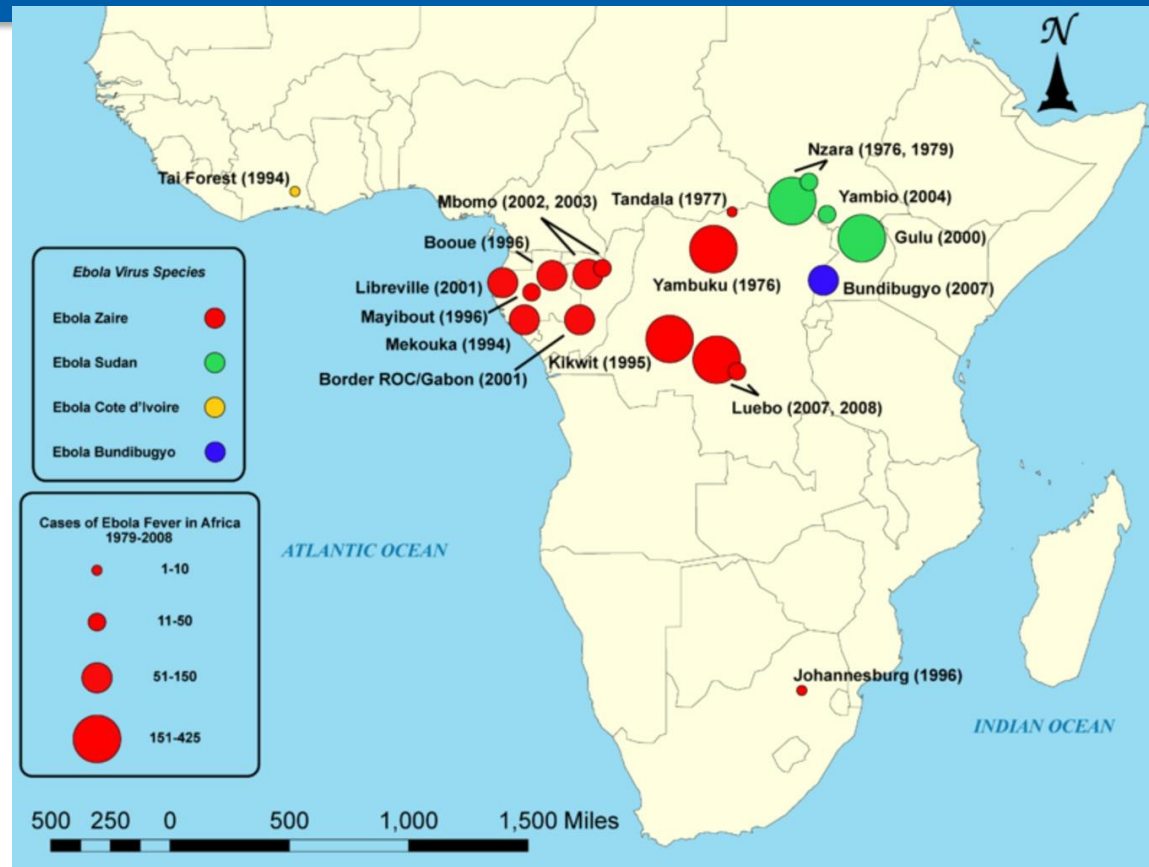 N
Nzara (1976, 1979)
Tai Forest (1994)
Mbomo (2002, 2003)
Tandala (1977)
Yambio (2004)
Booue (1996)
Gulu (2000)
Libreville (2001)
Yambuku (1976)
Bundibugyo (2007)
Mayibout (1996)
Mekouka (1994)
Kikwit (1995)
Border ROC/Gabon (2001)
Luebo (2007, 2008)
Ebola Virus Species
Ebola Zaire
Ebola Sudan
Ebola Cote d'Ivoire
Ebola Bundibugyo
Cases of Ebola Fever in Africa
1979-2008
1-10
11-50
51-150
151-425
ATLANTIC OCEAN
Johannesburg (1996)
INDIAN OCEAN
500 250 0 500 1,000 1,500 Miles